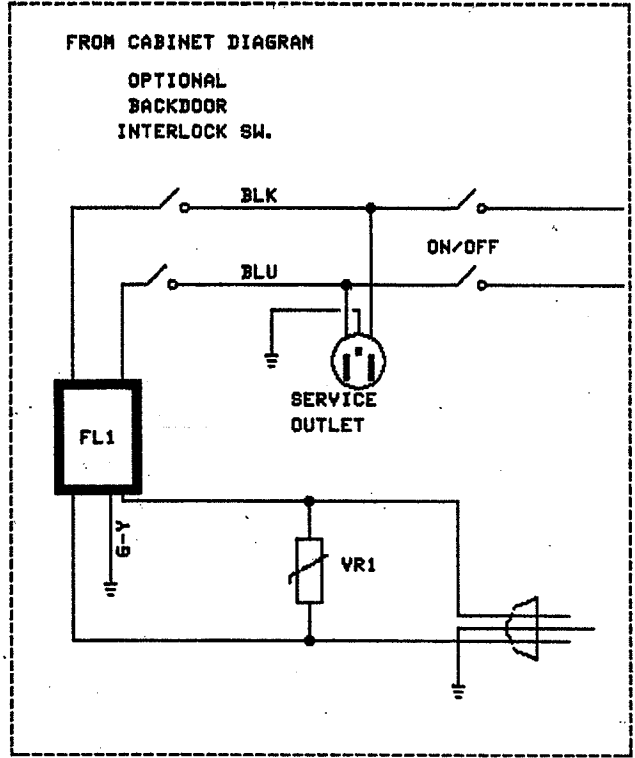 FROM CABINET DIAGRAM
OPTIONAL
BACKDOOR
INTERLOCK SW.
BLK
ON/OFF
BLU
SERVICE
OUTLET
FL1
G-Y
VR1